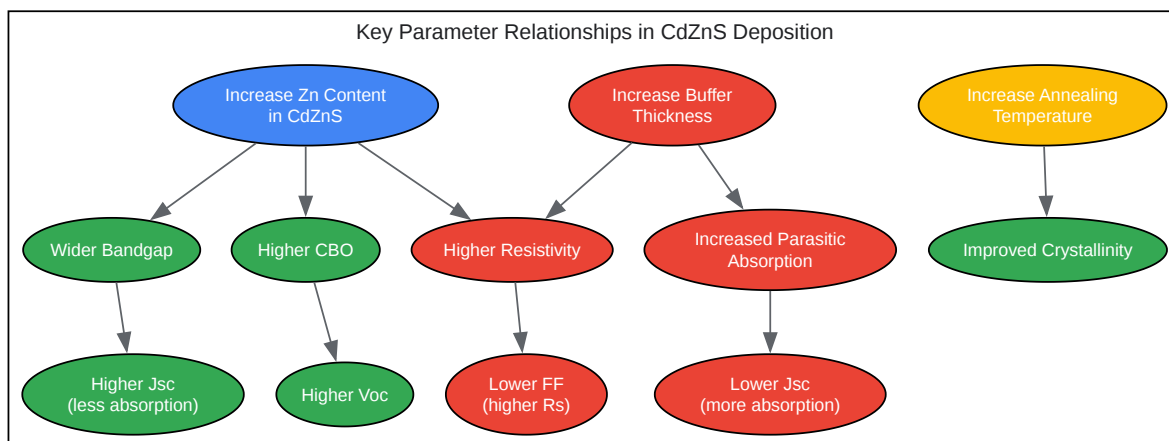 Key Parameter Relationships in CdZnS Deposition
Increase Zn Content
in CdZnS
Increase Buffer
Thickness
Increase Annealing
Temperature
Wider Bandgap
Higher CBO
Higher Resistivity
Increased Parasitic
Absorption
Improved Crystallinity
Higher Jsc
(less absorption)
Higher Voc
Lower FF
(higher Rs)
Lower Jsc
(more absorption)